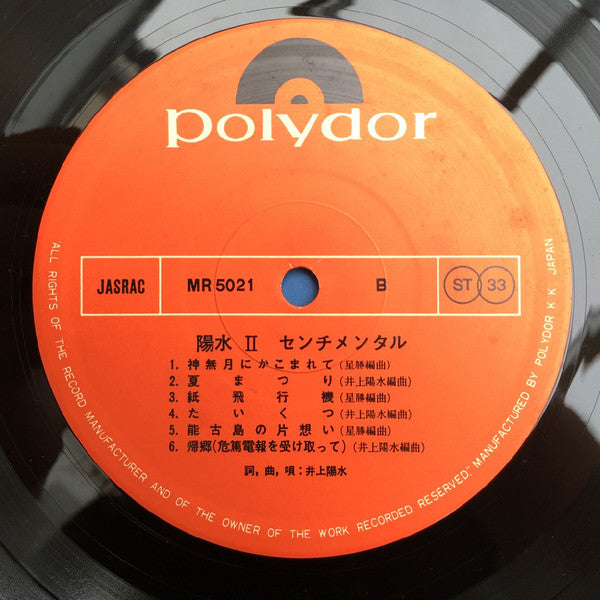 polydor
JASRAC MR 5021 B ST 33
陽水 II センチメンタル
1. 神無月にかこまれて(星勝編曲)
2. 夏まつり(井上陽水編曲)
3. 紙飛行機(星勝編曲)
4. たいくつ(井上陽水編曲)
5. 能古島の片想い(星勝編曲)
6. 帰郷(危篤電報を受け取って)(井上陽水編曲)
詞,曲,唄:井上陽水
ALL RIGHTS OF THE RECORD MANUFACTURER AND OF THE OWNER OF THE WORK RECORDED RESERVED. MANUFACTURED BY POLYDOR K.K. JAPAN